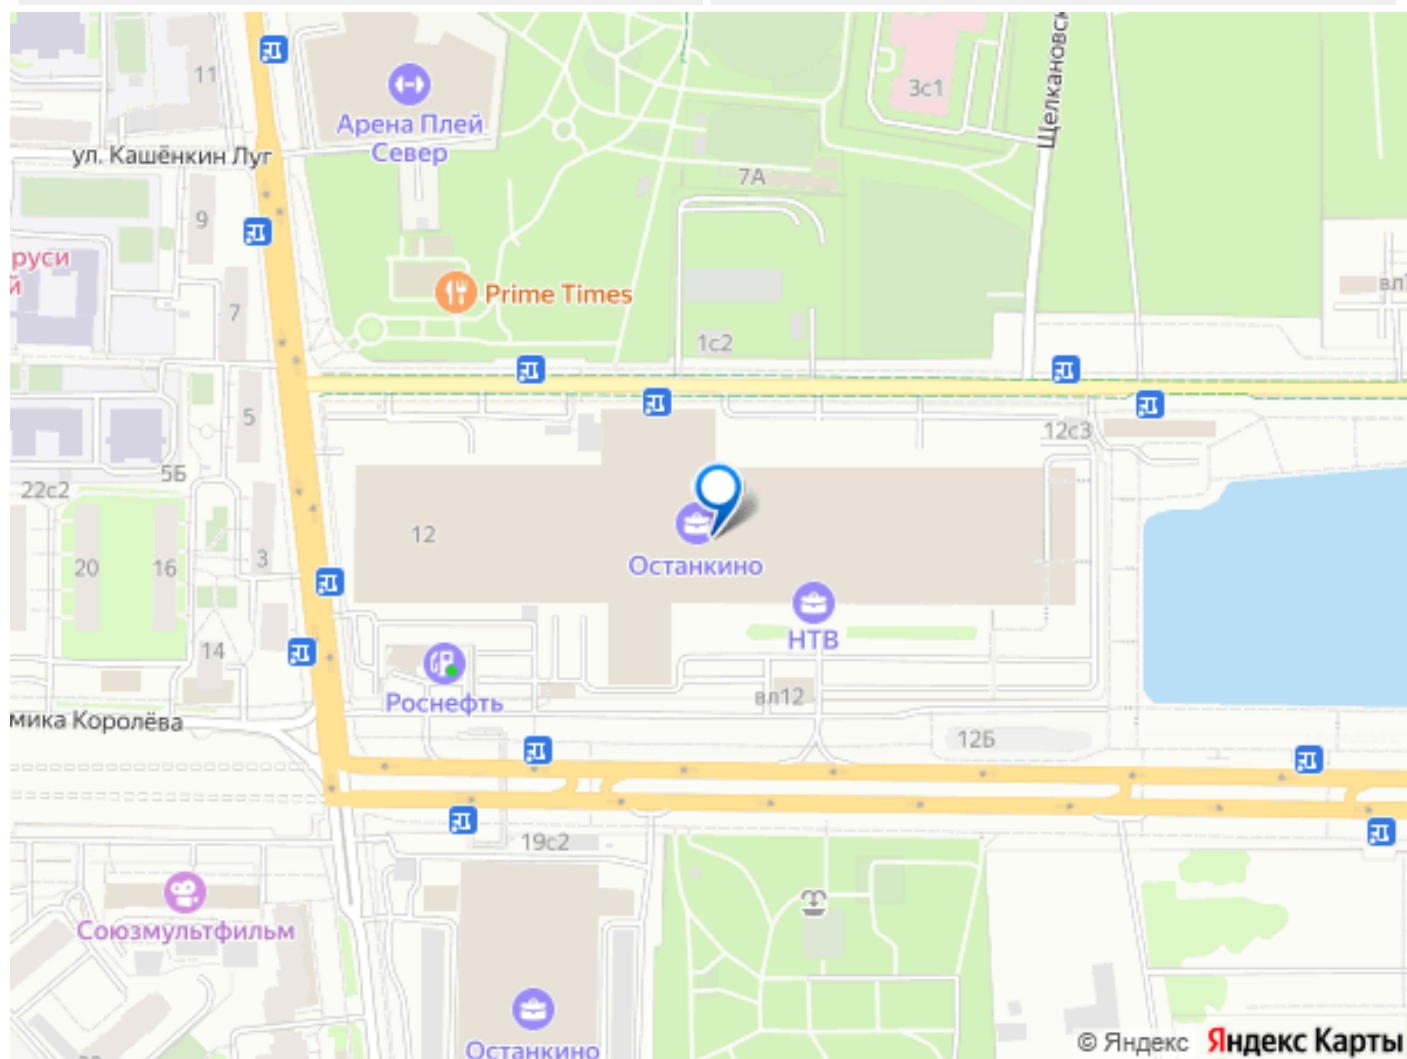 11
Арена Плей
Север
3с1
Щелкановск
ул. Кашёнкин Луг
7А
9
руси
й
Prime Times
7
вл
1с2
5
12с3
5Б
22с2
12
3
20
16
Останкино
НТВ
14
Роснефть
вл12
мика Королёва
12Б
19с2
Союзмультфильм
Останкино
© Яндекс Яндекс Карты